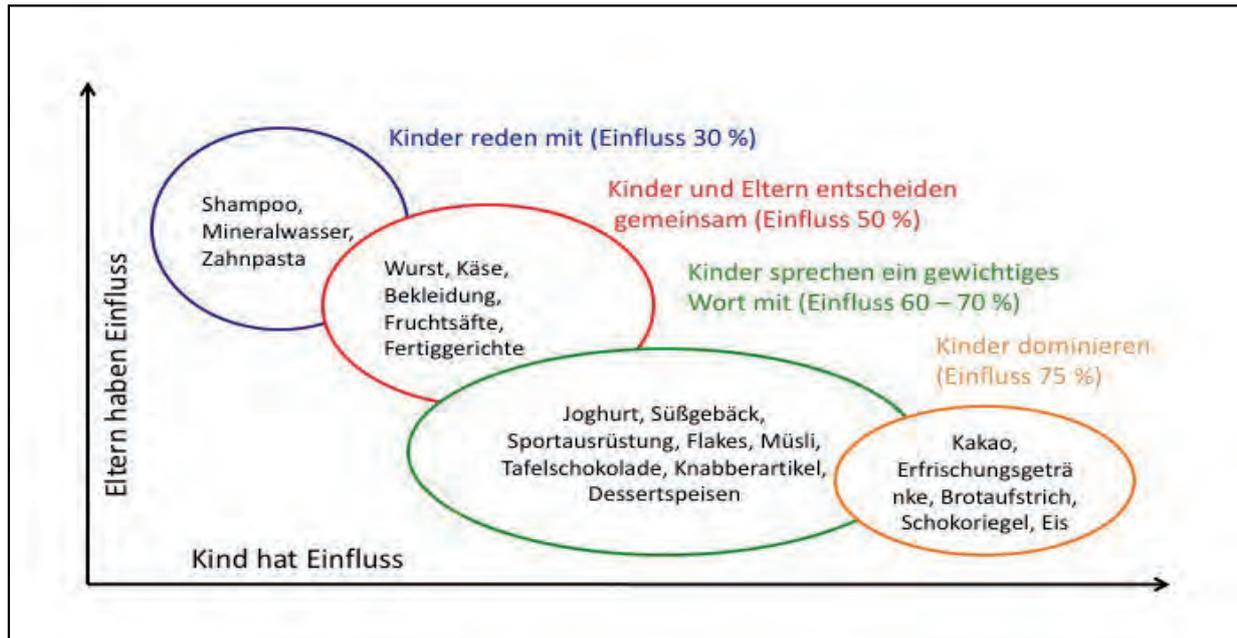 Kinder reden mit (Einfluss 30 %)
Shampoo,
Mineralwasser,
Zahnpasta
Kinder und Eltern entscheiden
gemeinsam (Einfluss 50 %)
Wurst, Käse,
Bekleidung,
Fruchtsäfte,
Fertiggerichte
Kinder sprechen ein gewichtiges
Wort mit (Einfluss 60 – 70 %)
Joghurt, Süßgebäck,
Sportausrüstung, Flakes, Müsli,
Tafelschokolade, Knabberartikel,
Dessertspeisen
Kinder dominieren
(Einfluss 75 %)
Kakao,
Erfrischungsgeträ
nke, Brotaufstrich,
Schokoriegel, Eis
Eltern haben Einfluss
Kind hat Einfluss